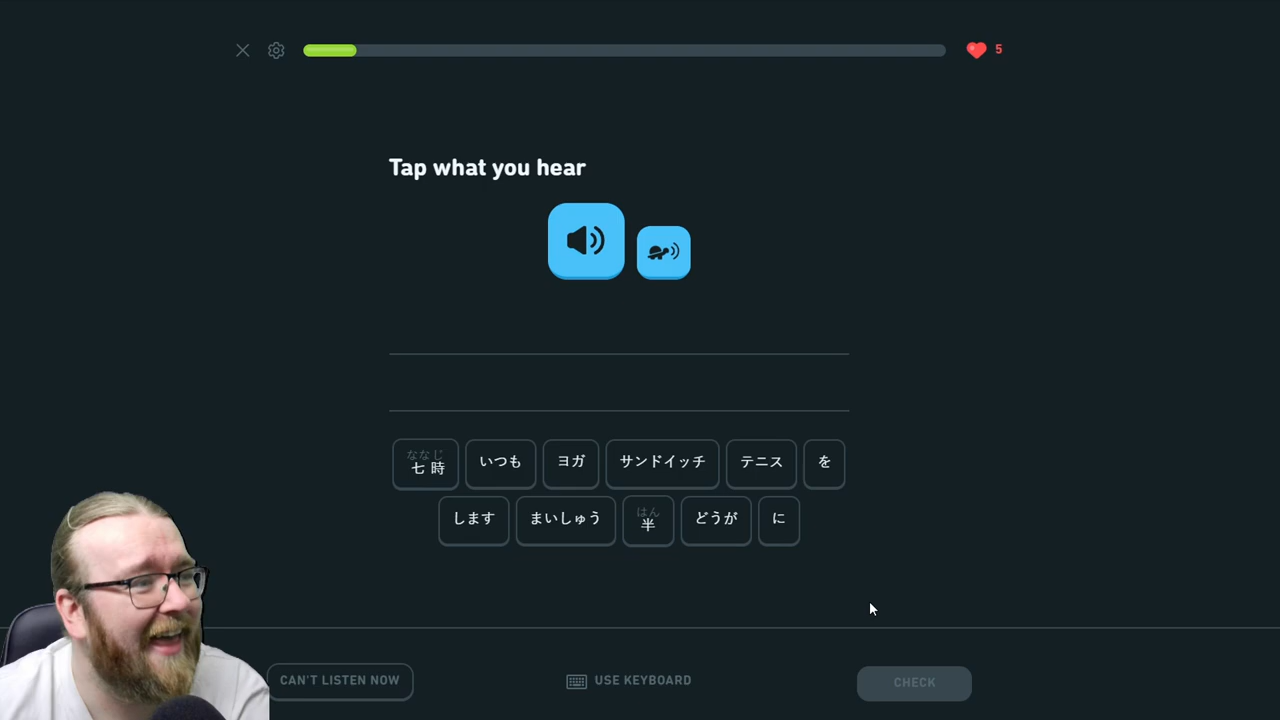 5
Tap what you hear
ななじ
七時 いつも ヨガ サンドイッチ テニス を
はん
します まいしゅう 半 どうが に
CAN'T LISTEN NOW USE KEYBOARD CHECK